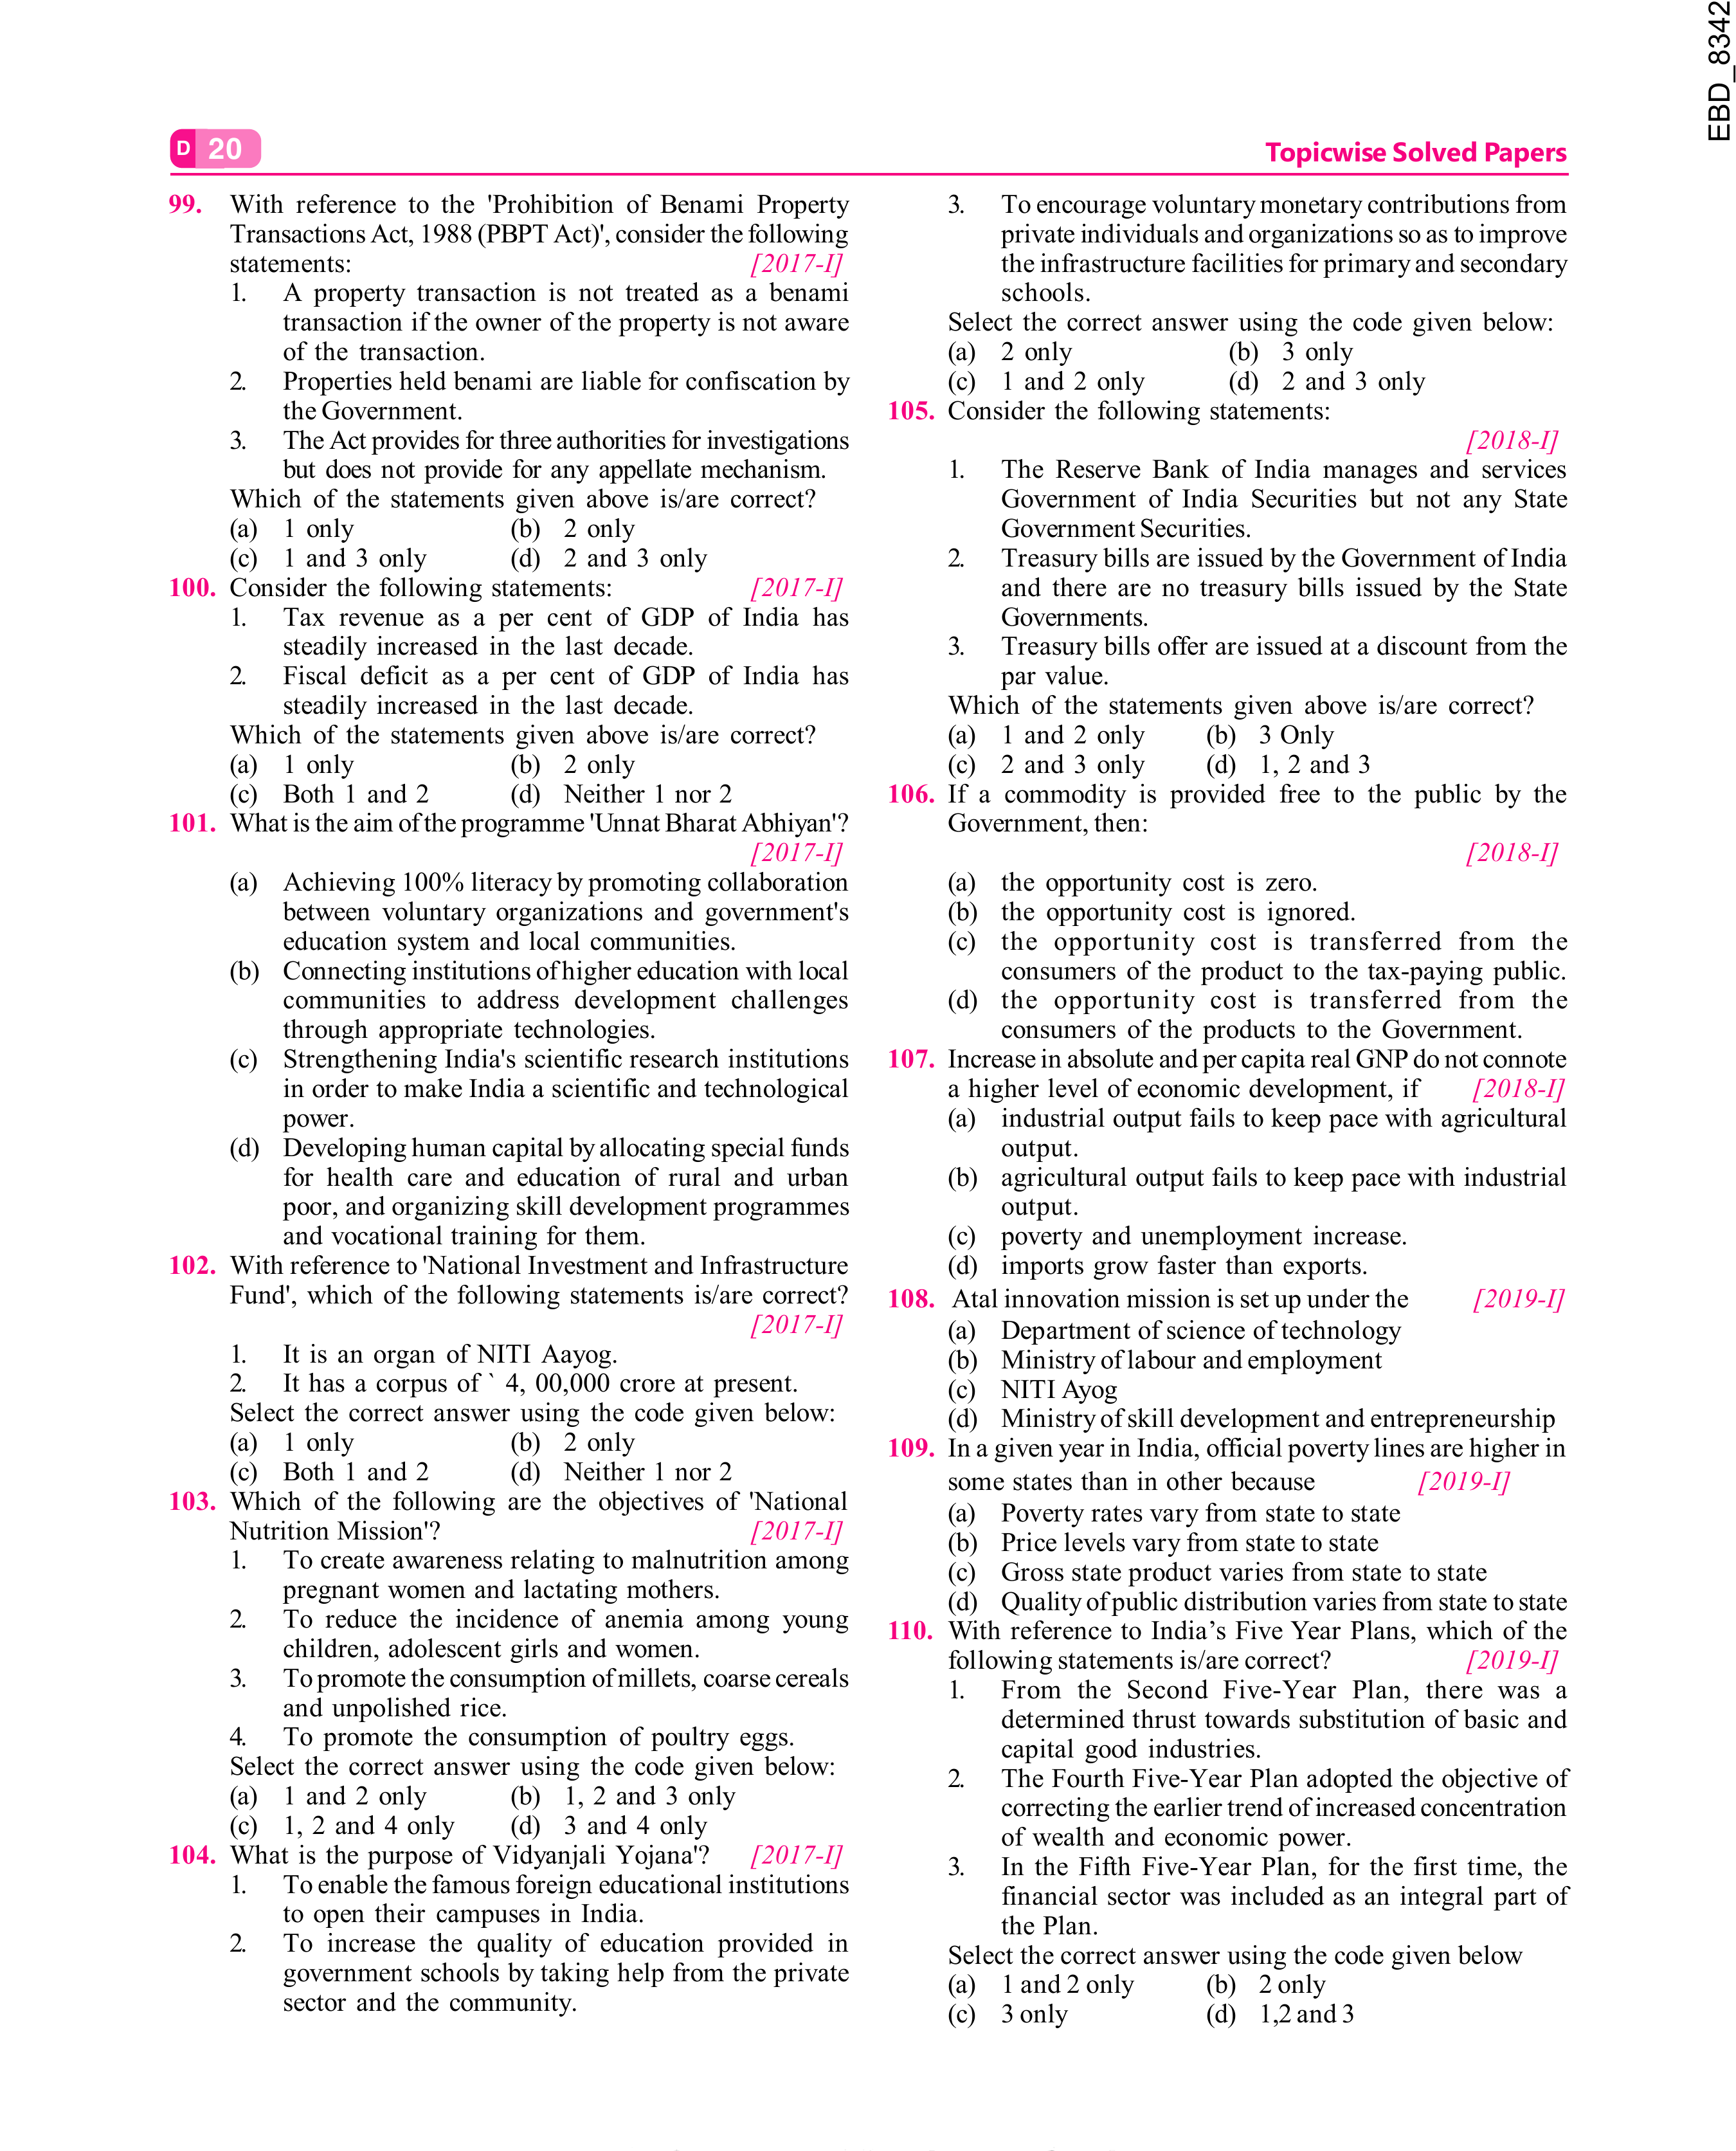 EBD_8342
D 20
Topicwise Solved Papers
99. With reference to the 'Prohibition of Benami Property
Transactions Act, 1988 (PBPT Act)', consider the following
statements: [2017-I]
1. A property transaction is not treated as a benami
transaction if the owner of the property is not aware
of the transaction.
2. Properties held benami are liable for confiscation by
the Government.
3. The Act provides for three authorities for investigations
but does not provide for any appellate mechanism.
Which of the statements given above is/are correct?
(a) 1 only (b) 2 only
(c) 1 and 3 only (d) 2 and 3 only
100. Consider the following statements: [2017-I]
1. Tax revenue as a per cent of GDP of India has
steadily increased in the last decade.
2. Fiscal deficit as a per cent of GDP of India has
steadily increased in the last decade.
Which of the statements given above is/are correct?
(a) 1 only (b) 2 only
(c) Both 1 and 2 (d) Neither 1 nor 2
101. What is the aim of the programme 'Unnat Bharat Abhiyan'?
[2017-I]
(a) Achieving 100% literacy by promoting collaboration
between voluntary organizations and government's
education system and local communities.
(b) Connecting institutions of higher education with local
communities to address development challenges
through appropriate technologies.
(c) Strengthening India's scientific research institutions
in order to make India a scientific and technological
power.
(d) Developing human capital by allocating special funds
for health care and education of rural and urban
poor, and organizing skill development programmes
and vocational training for them.
102. With reference to 'National Investment and Infrastructure
Fund', which of the following statements is/are correct?
[2017-I]
1. It is an organ of NITI Aayog.
2. It has a corpus of ` 4, 00,000 crore at present.
Select the correct answer using the code given below:
(a) 1 only (b) 2 only
(c) Both 1 and 2 (d) Neither 1 nor 2
103. Which of the following are the objectives of 'National
Nutrition Mission'? [2017-I]
1. To create awareness relating to malnutrition among
pregnant women and lactating mothers.
2. To reduce the incidence of anemia among young
children, adolescent girls and women.
3. To promote the consumption of millets, coarse cereals
and unpolished rice.
4. To promote the consumption of poultry eggs.
Select the correct answer using the code given below:
(a) 1 and 2 only (b) 1, 2 and 3 only
(c) 1, 2 and 4 only (d) 3 and 4 only
104. What is the purpose of Vidyanjali Yojana'? [2017-I]
1. To enable the famous foreign educational institutions
to open their campuses in India.
2. To increase the quality of education provided in
government schools by taking help from the private
sector and the community.
3. To encourage voluntary monetary contributions from
private individuals and organizations so as to improve
the infrastructure facilities for primary and secondary
schools.
Select the correct answer using the code given below:
(a) 2 only (b) 3 only
(c) 1 and 2 only (d) 2 and 3 only
105. Consider the following statements:
[2018-I]
1. The Reserve Bank of India manages and services
Government of India Securities but not any State
Government Securities.
2. Treasury bills are issued by the Government of India
and there are no treasury bills issued by the State
Governments.
3. Treasury bills offer are issued at a discount from the
par value.
Which of the statements given above is/are correct?
(a) 1 and 2 only (b) 3 Only
(c) 2 and 3 only (d) 1, 2 and 3
106. If a commodity is provided free to the public by the
Government, then:
[2018-I]
(a) the opportunity cost is zero.
(b) the opportunity cost is ignored.
(c) the opportunity cost is transferred from the
consumers of the product to the tax-paying public.
(d) the opportunity cost is transferred from the
consumers of the products to the Government.
107. Increase in absolute and per capita real GNP do not connote
a higher level of economic development, if [2018-I]
(a) industrial output fails to keep pace with agricultural
output.
(b) agricultural output fails to keep pace with industrial
output.
(c) poverty and unemployment increase.
(d) imports grow faster than exports.
108. Atal innovation mission is set up under the [2019-I]
(a) Department of science of technology
(b) Ministry of labour and employment
(c) NITI Ayog
(d) Ministry of skill development and entrepreneurship
109. In a given year in India, official poverty lines are higher in
some states than in other because [2019-I]
(a) Poverty rates vary from state to state
(b) Price levels vary from state to state
(c) Gross state product varies from state to state
(d) Quality of public distribution varies from state to state
110. With reference to India’s Five Year Plans, which of the
following statements is/are correct? [2019-I]
1. From the Second Five-Year Plan, there was a
determined thrust towards substitution of basic and
capital good industries.
2. The Fourth Five-Year Plan adopted the objective of
correcting the earlier trend of increased concentration
of wealth and economic power.
3. In the Fifth Five-Year Plan, for the first time, the
financial sector was included as an integral part of
the Plan.
Select the correct answer using the code given below
(a) 1 and 2 only (b) 2 only
(c) 3 only (d) 1,2 and 3